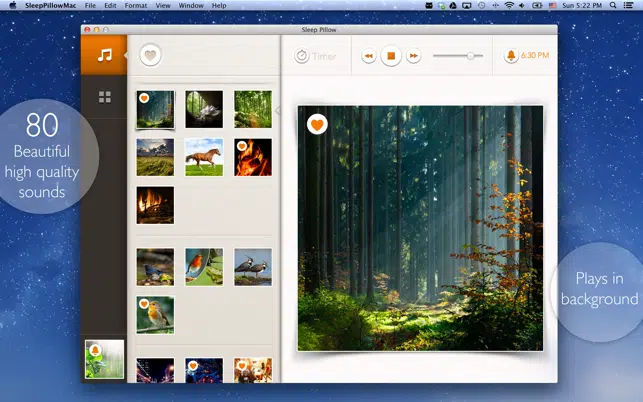 SleepPillowMac File Edit Format View Window Help
Sun 5:22 PM
Sleep Pillow
Timer
6:30 PM
80
Beautiful
high quality
sounds
Plays in
background